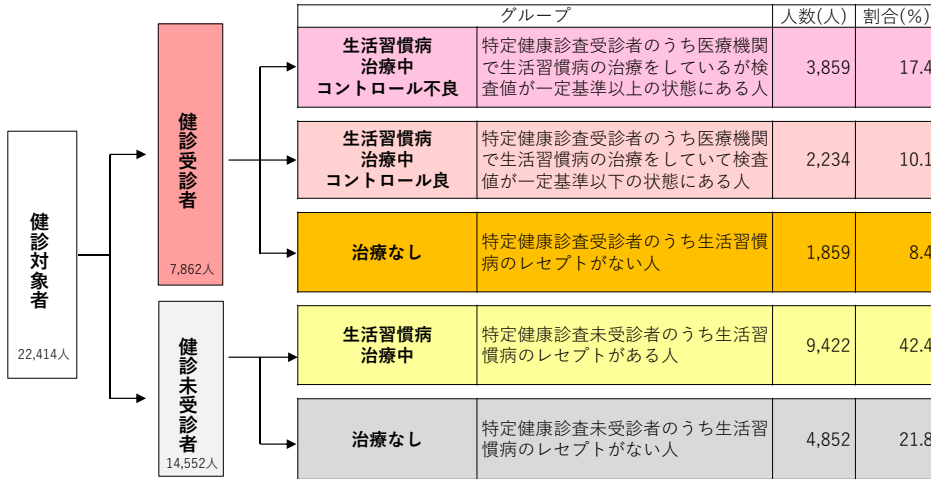 グループ 人数(人) 割合(%)
生活習慣病
治療中
コントロール不良
特定健康診査受診者のうち医療機関
で生活習慣病の治療をしているが検
査値が一定基準以上の状態にある人
3,859 17.4
生活習慣病
治療中
コントロール良
特定健康診査受診者のうち医療機関
で生活習慣病の治療をしていて検査
値が一定基準以下の状態にある人
2,234 10.1
治療なし
特定健康診査受診者のうち生活習慣
病のレセプトがない人
1,859 8.4
生活習慣病
治療中
特定健康診査未受診者のうち生活習
慣病のレセプトがある人
9,422 42.4
治療なし
特定健康診査未受診者のうち生活習
慣病のレセプトがない人
4,852 21.8
健診対象者
22,414人
健診受診者
7,862人
健診未受診者
14,552人